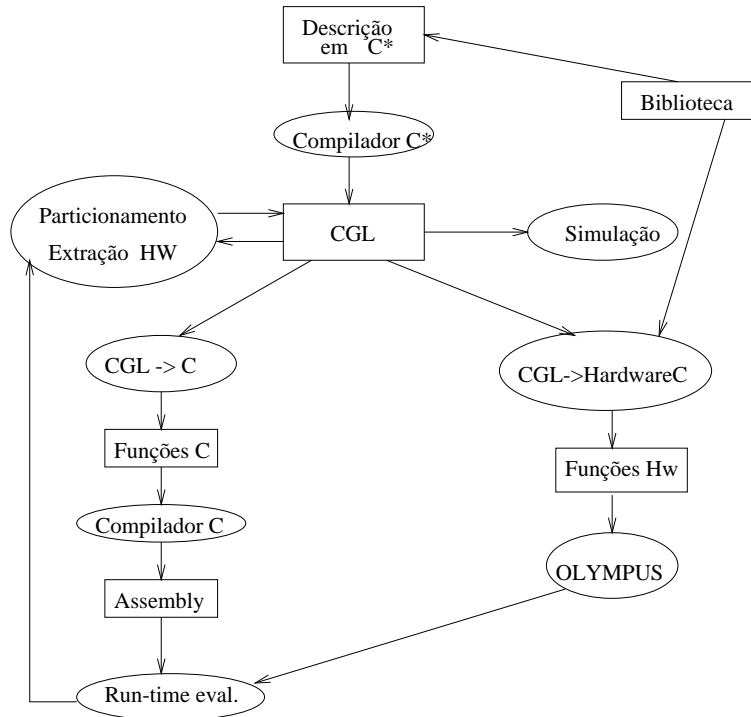 Descrição
em C*
Biblioteca
Compilador C*
Particionamento
Extração HW
CGL
Simulação
CGL -> C
CGL->HardwareC
Funções C
Funções Hw
Compilador C
OLYMPUS
Assembly
Run-time eval.